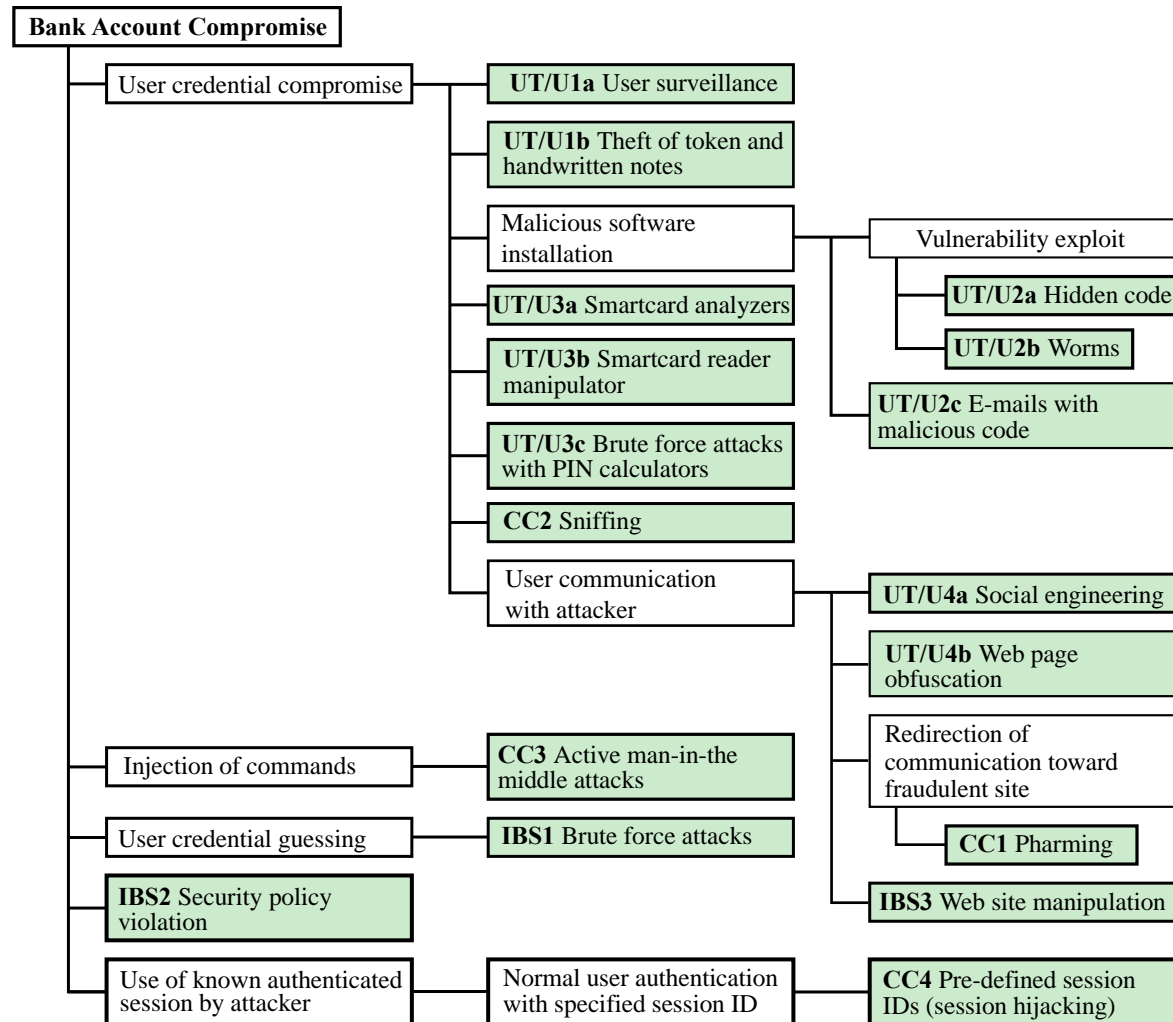 Bank Account Compromise
User credential compromise
UT/U1a User surveillance
UT/U1b Theft of token and
handwritten notes
Malicious software
installation
Vulnerability exploit
UT/U2a Hidden code
UT/U2b Worms
UT/U2c E-mails with
malicious code
UT/U3a Smartcard analyzers
UT/U3b Smartcard reader
manipulator
UT/U3c Brute force attacks
with PIN calculators
CC2 Sniffing
User communication
with attacker
UT/U4a Social engineering
UT/U4b Web page
obfuscation
Redirection of
communication toward
fraudulent site
CC1 Pharming
IBS3 Web site manipulation
Injection of commands
CC3 Active man-in-the
middle attacks
User credential guessing
IBS1 Brute force attacks
IBS2 Security policy
violation
Use of known authenticated
session by attacker
Normal user authentication
with specified session ID
CC4 Pre-defined session
IDs (session hijacking)